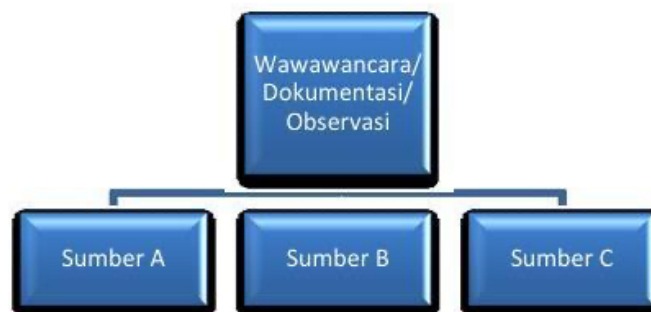 Wawawancara/
Dokumentasi/
Observasi
Sumber A
Sumber B
Sumber C